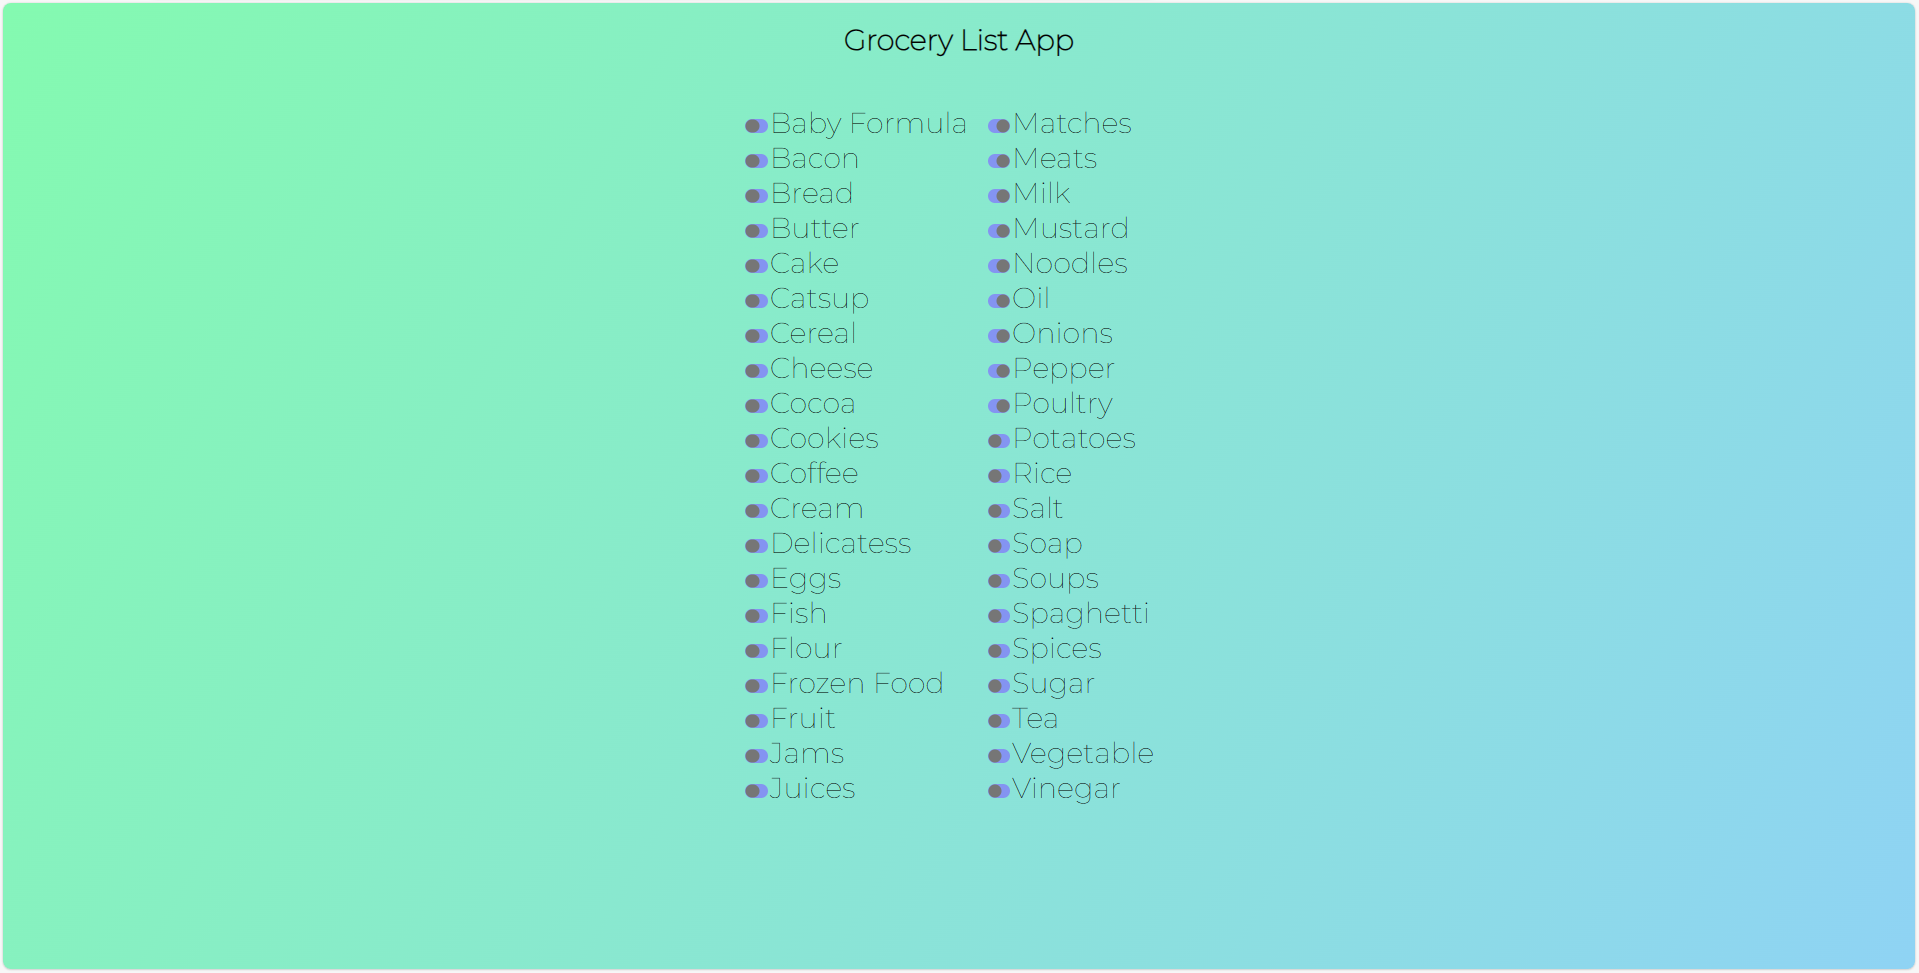 Grocery List App
Baby Formula
Bacon
Bread
Butter
Cake
Catsup
Cereal
Cheese
Cocoa
Cookies
Coffee
Cream
Delicatess
Eggs
Fish
Flour
Frozen Food
Fruit
Jams
Juices
Matches
Meats
Milk
Mustard
Noodles
Oil
Onions
Pepper
Poultry
Potatoes
Rice
Salt
Soap
Soups
Spaghetti
Spices
Sugar
Tea
Vegetable
Vinegar